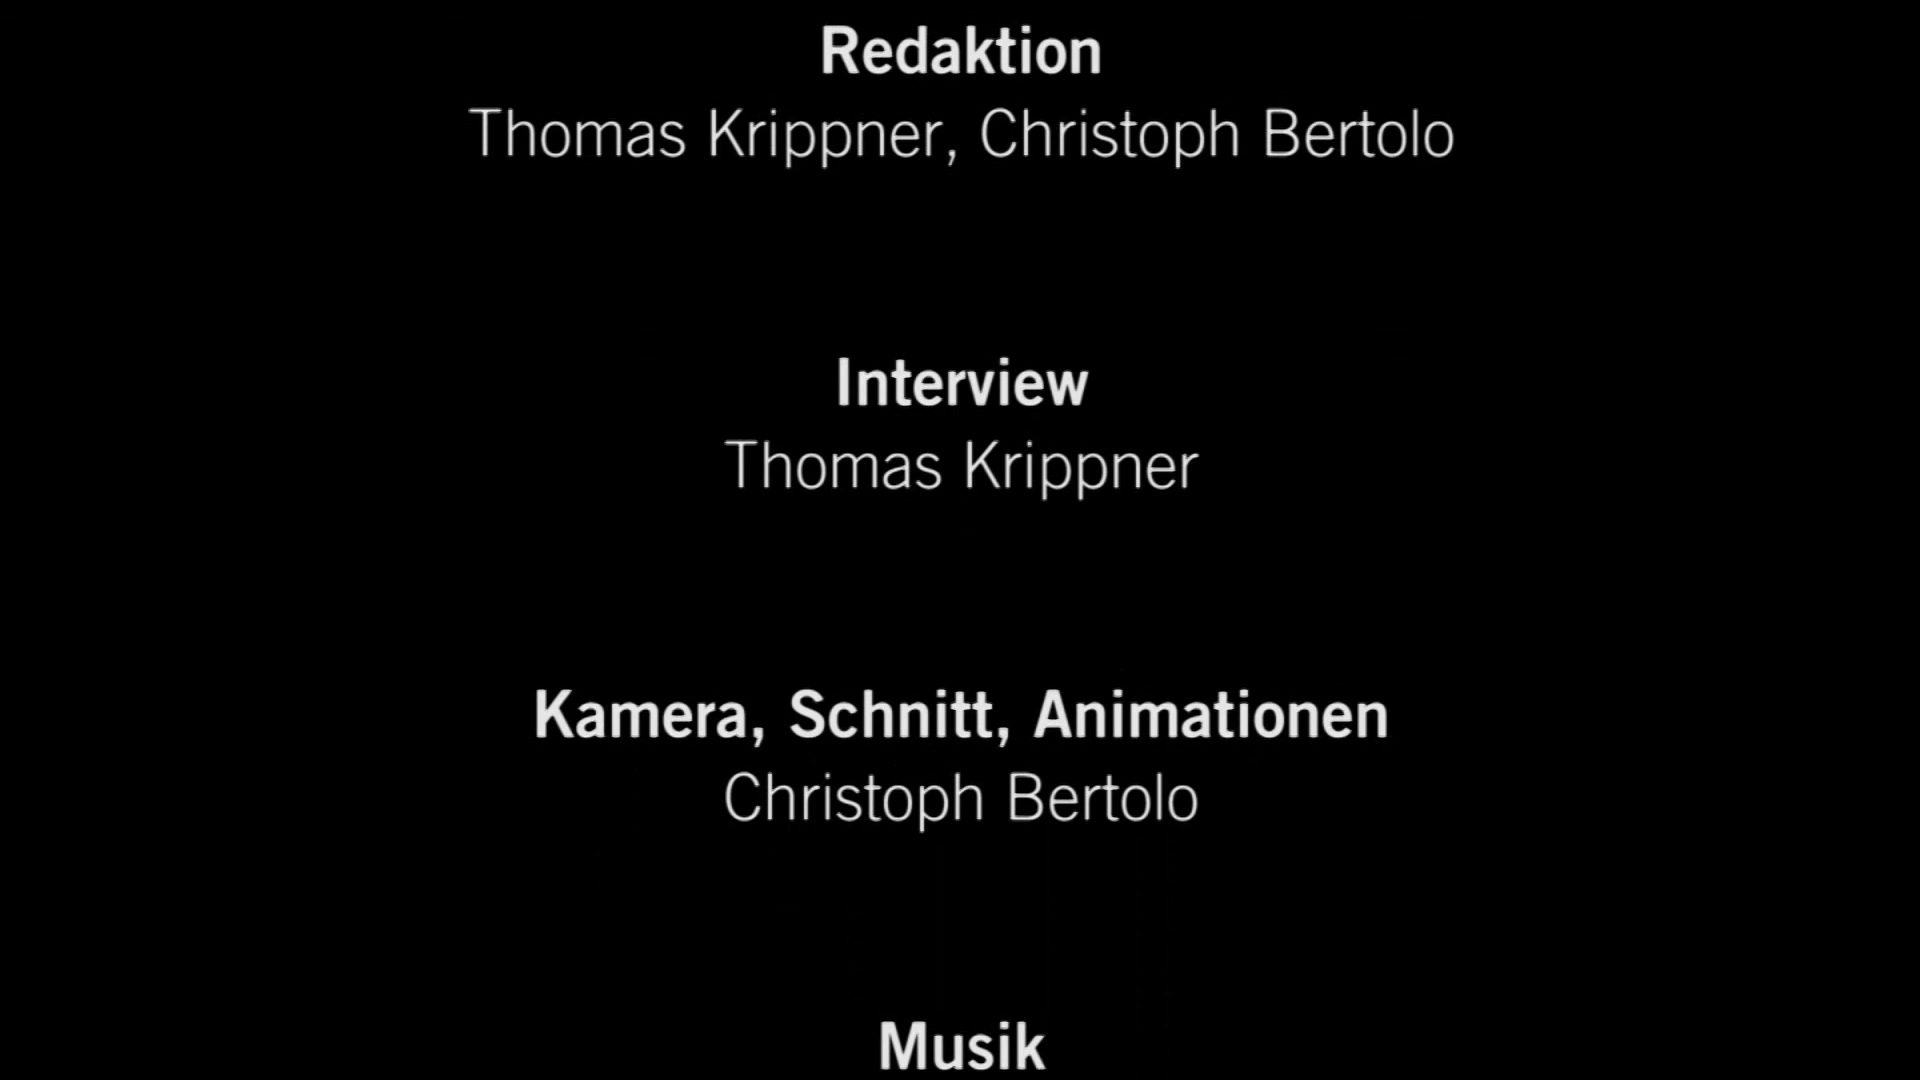 Redaktion
Thomas Krippner, Christoph Bertolo
Interview
Thomas Krippner
Kamera, Schnitt, Animationen
Christoph Bertolo
Musik